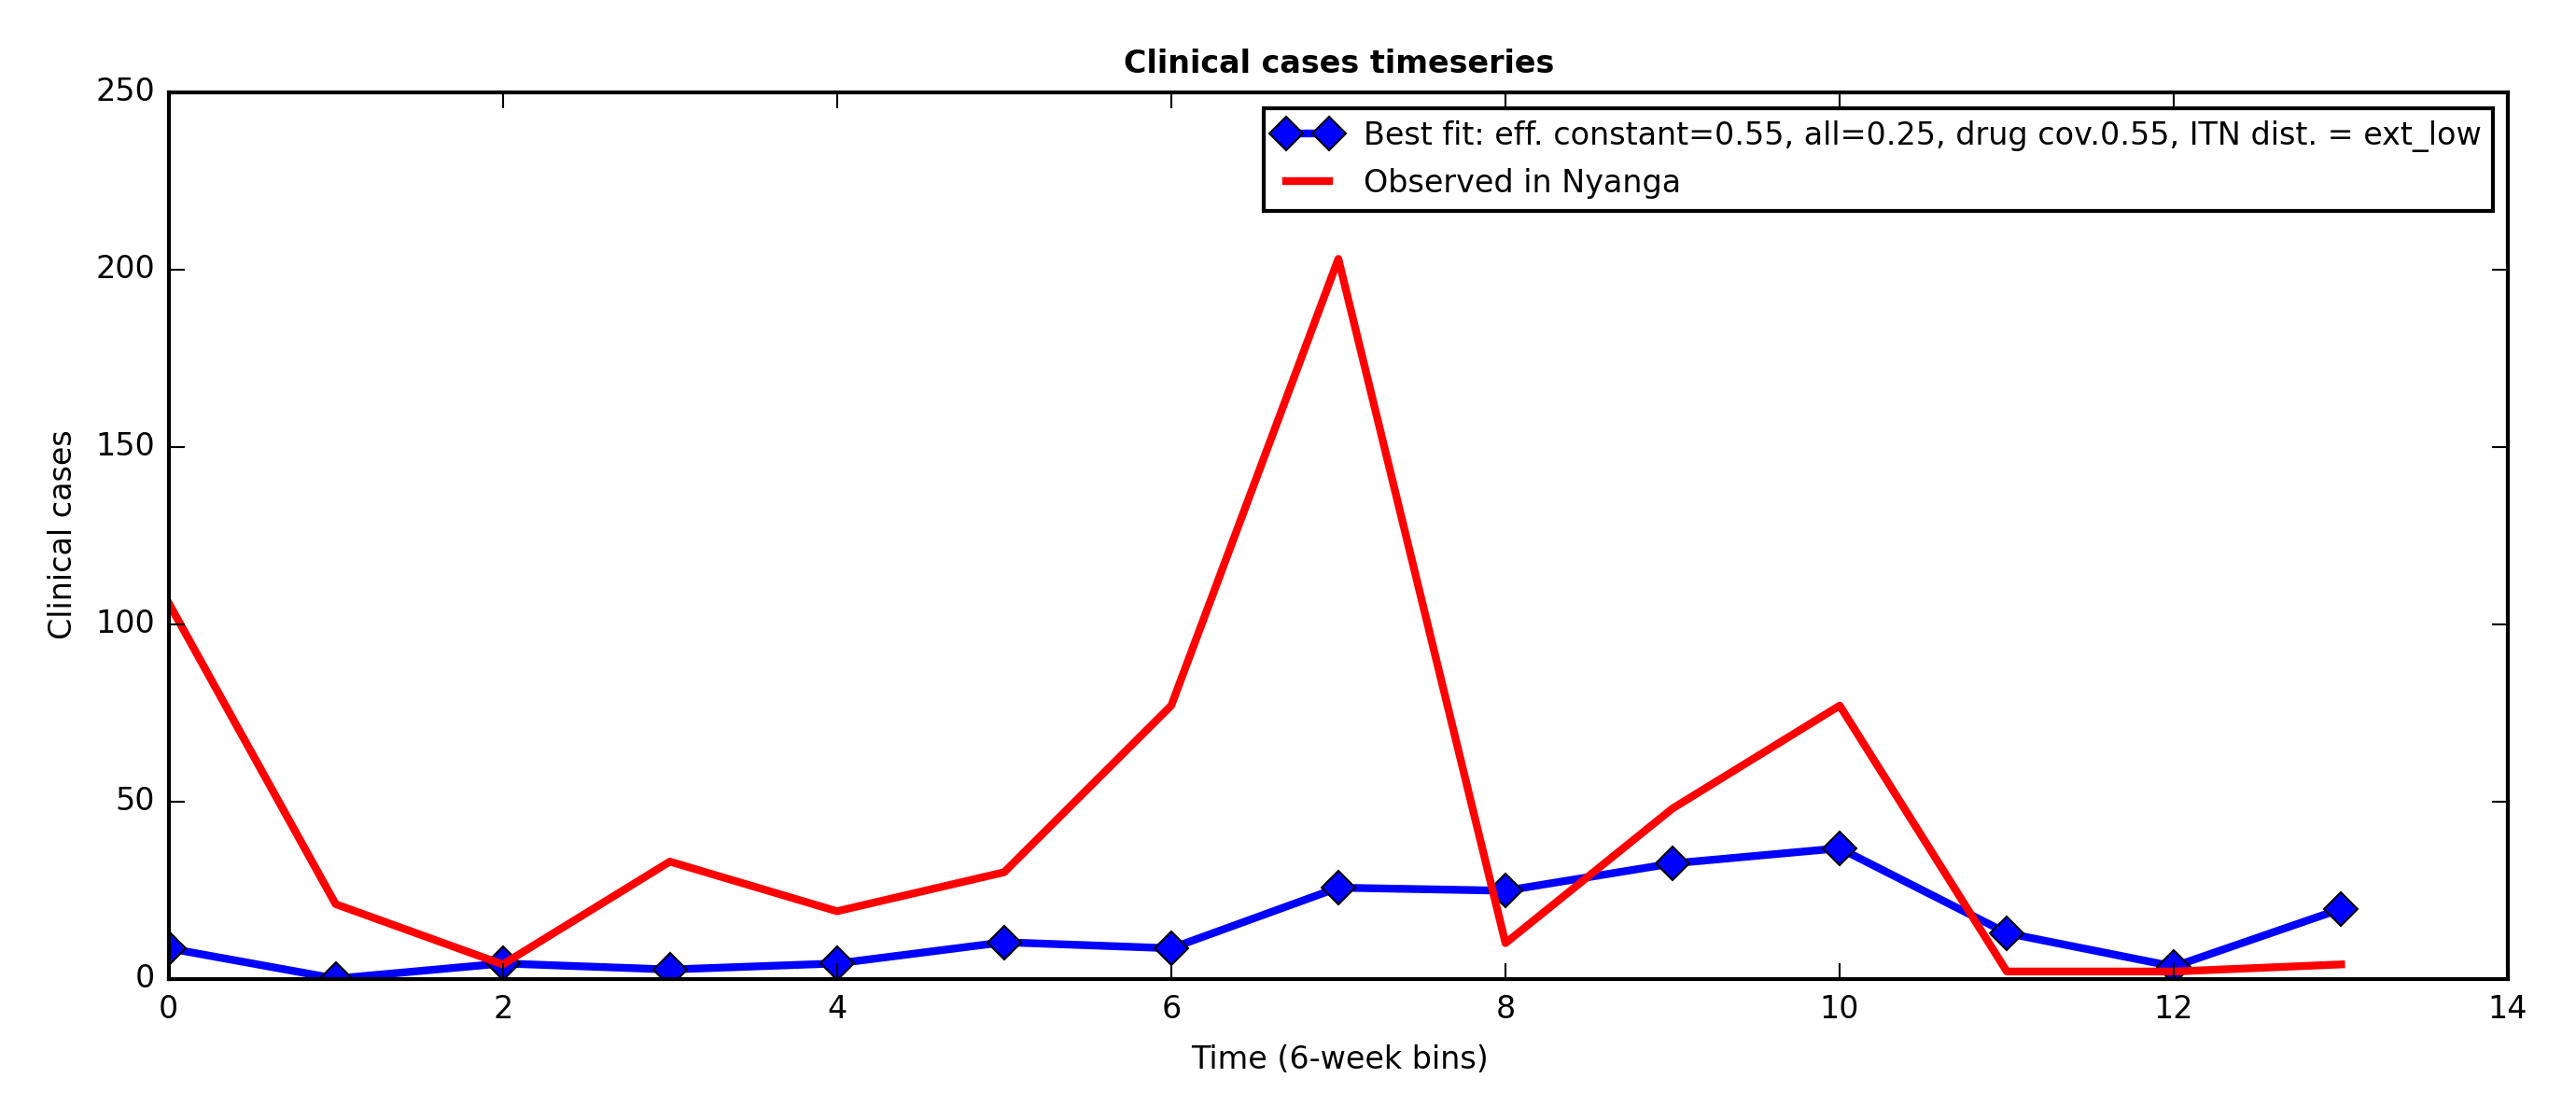 Clinical cases timeseries
Best fit: eff. constant=0.55, all=0.25, drug cov.0.55, ITN dist. = ext_low
Observed in Nyanga
250
200
150
100
50
0
Clinical cases
0 2 4 6 8 10 12 14
Time (6-week bins)